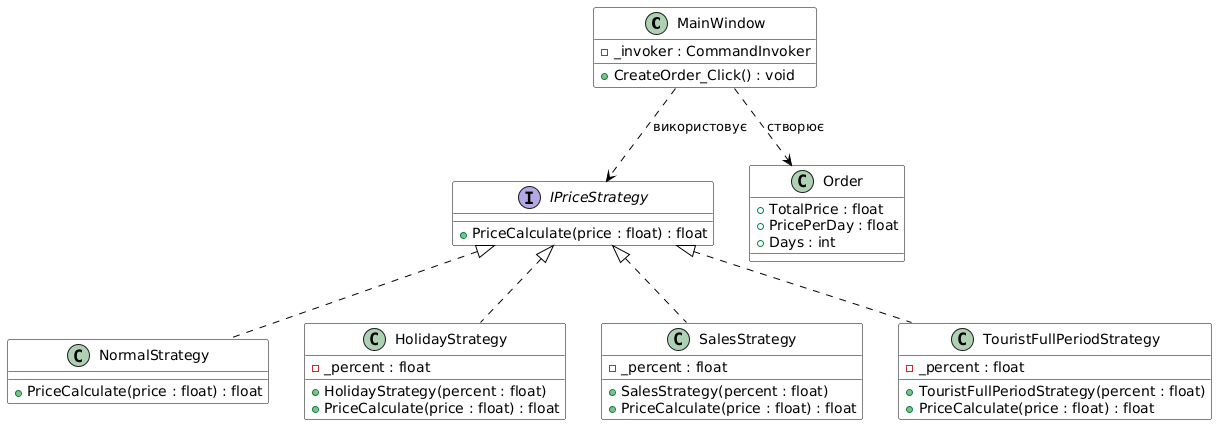 C MainWindow
_invoker : CommandInvoker
CreateOrder_Click() : void
використовує
створює
I IPriceStrategy
PriceCalculate(price : float) : float
C Order
TotalPrice : float
PricePerDay : float
Days : int
C NormalStrategy
PriceCalculate(price : float) : float
C HolidayStrategy
_percent : float
HolidayStrategy(percent : float)
PriceCalculate(price : float) : float
C SalesStrategy
_percent : float
SalesStrategy(percent : float)
PriceCalculate(price : float) : float
C TouristFullPeriodStrategy
_percent : float
TouristFullPeriodStrategy(percent : float)
PriceCalculate(price : float) : float